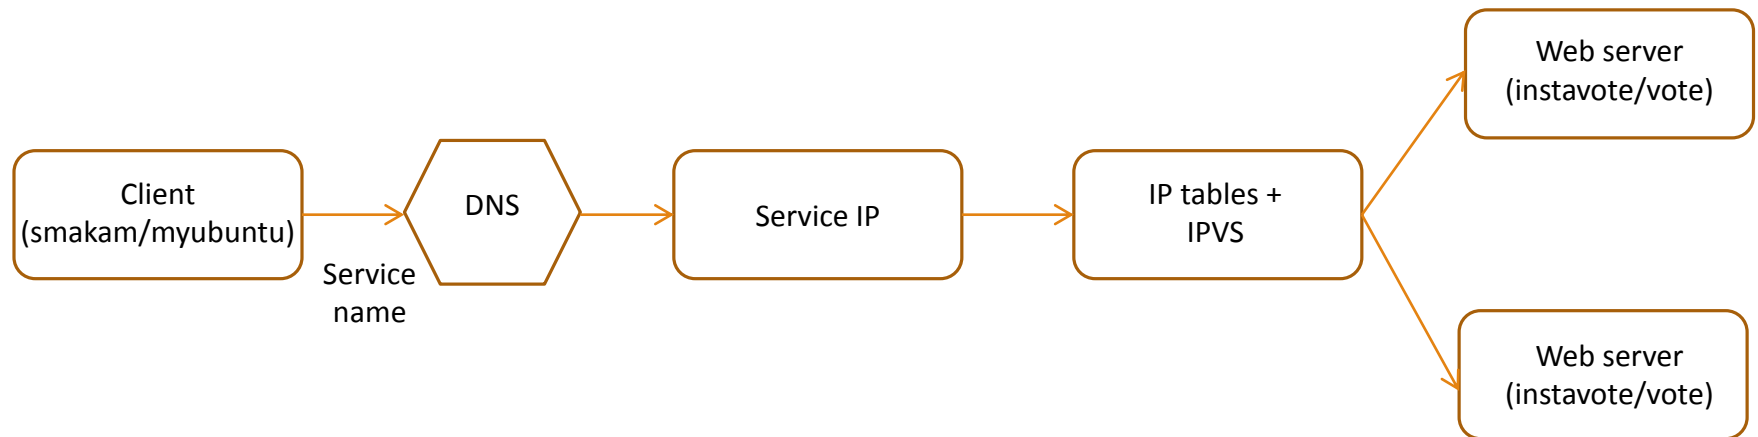 Client
(smakam/myubuntu)
Service
name
DNS
Service IP
IP tables +
IPVS
Web server
(instavote/vote)
Web server
(instavote/vote)